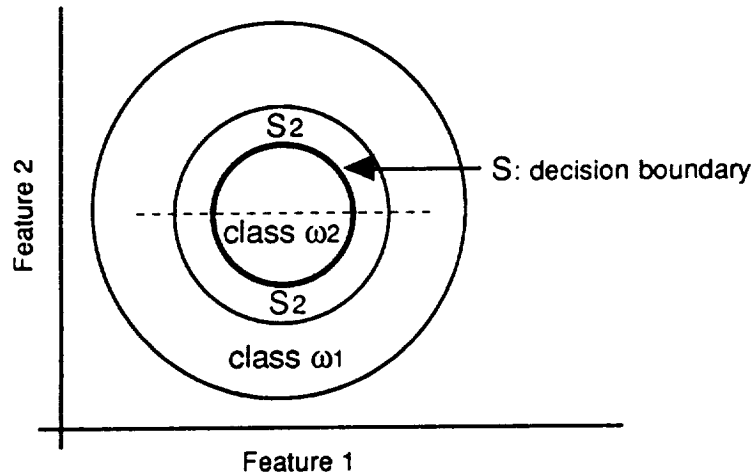 S2
S: decision boundary
Feature 2
class ω2
S2
class ω1
Feature 1